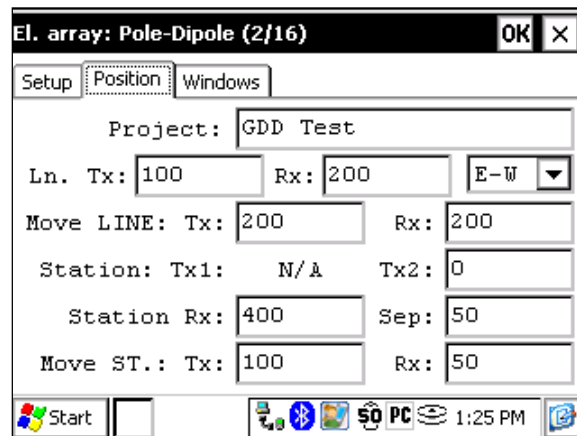 El. array: Pole-Dipole (2/16) OK ×
Setup Position Windows
Project: GDD Test
Ln. Tx: 100 Rx: 200 E-W
Move LINE: Tx: 200 Rx: 200
Station: Tx1: N/A Tx2: 0
Station Rx: 400 Sep: 50
Move ST.: Tx: 100 Rx: 50
Start 50 PC 1:25 PM